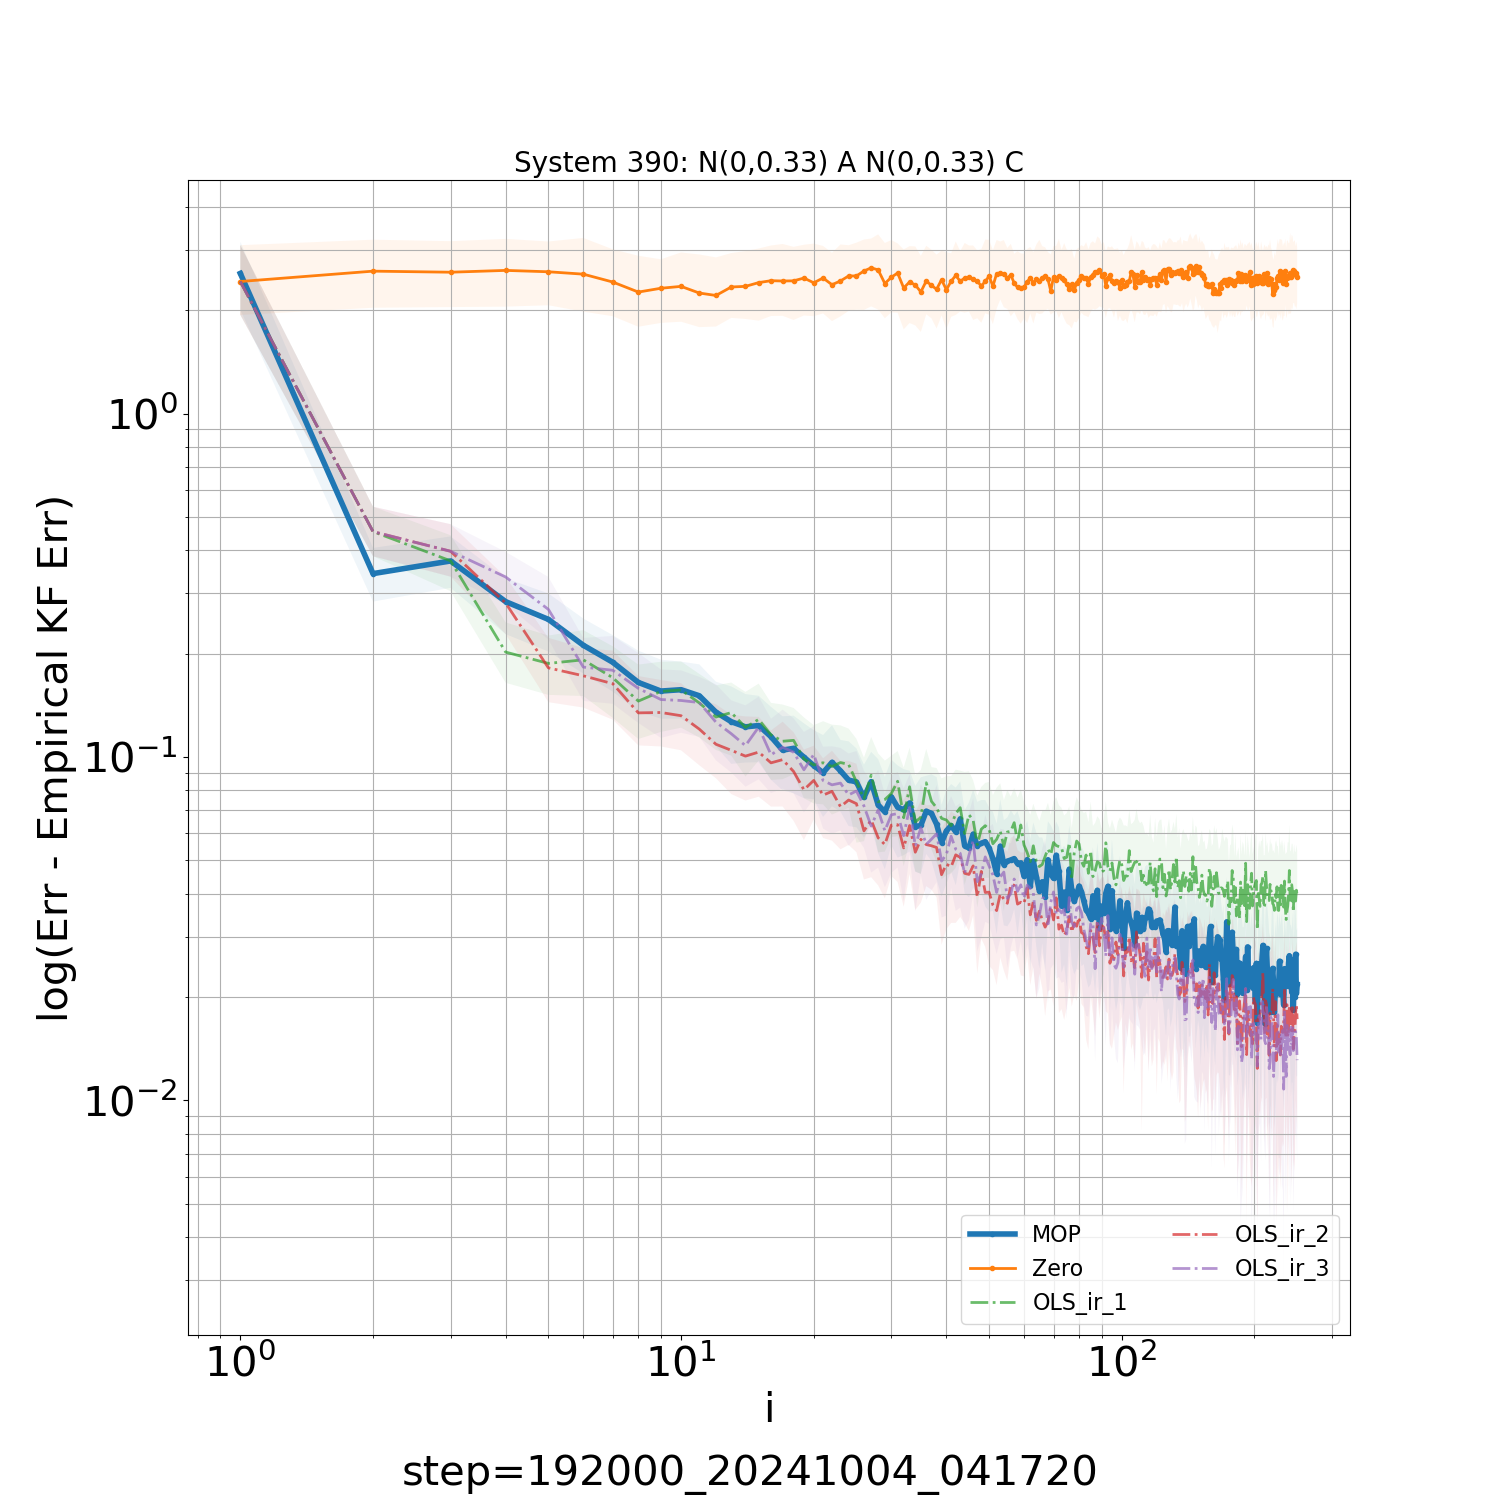 System 390: N(0,0.33) A N(0,0.33) C
log(Err - Empirical KF Err)
10⁰
10⁻¹
10⁻²
MOP
Zero
OLS_ir_1
OLS_ir_2
OLS_ir_3
10⁰ 10¹ 10²
i
step=192000_20241004_041720